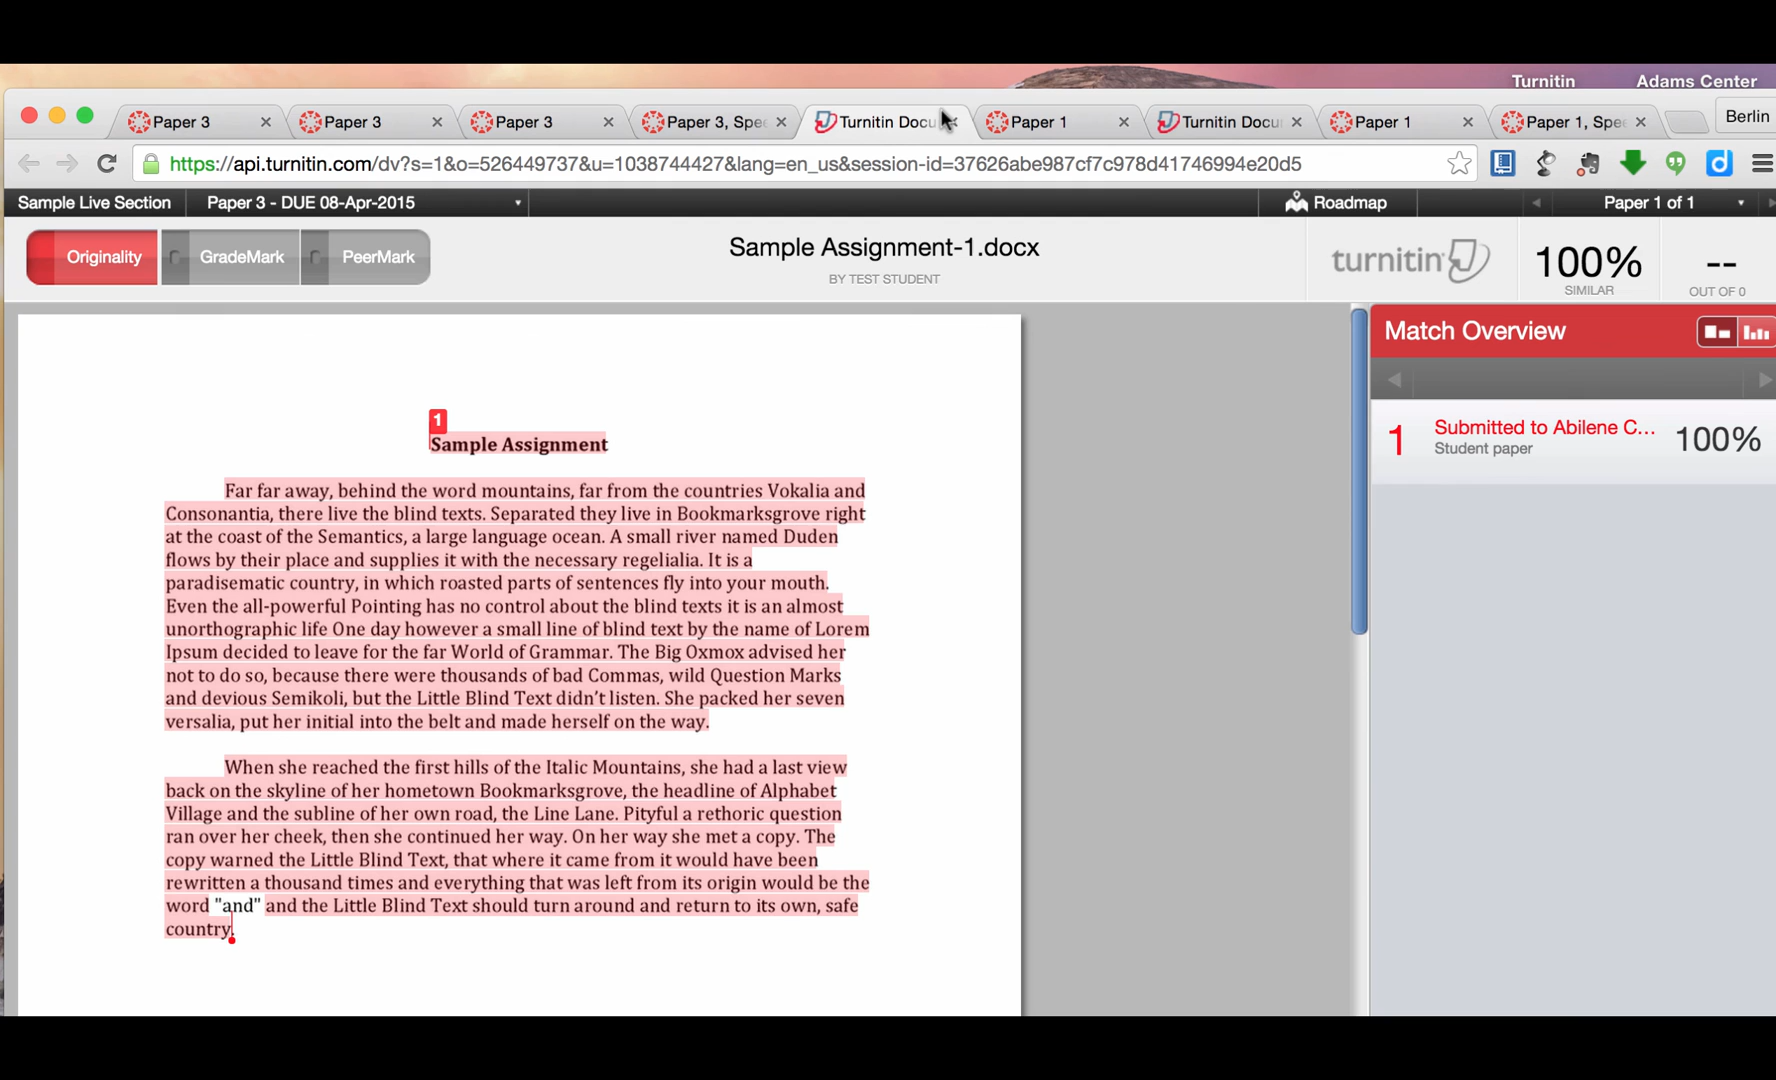 Turnitin Adams Center
Paper 3 Paper 3 Paper 3 Paper 3, Spe Turnitin Docu Paper 1 Turnitin Docu Paper 1 Paper 1, Spe Berlin
https://api.turnitin.com/dv?s=1&o=526449737&u=1038744427&lang=en_us&session-id=37626abe987cf7c978d41746994e20d5
Sample Live Section Paper 3 - DUE 08-Apr-2015 Roadmap Paper 1 of 1
Originality GradeMark PeerMark
Sample Assignment-1.docx
BY TEST STUDENT
turnitin
100%
SIMILAR
--
OUT OF 0
Match Overview
1 Submitted to Abilene C... 100%
Student paper
1
Sample Assignment
Far far away, behind the word mountains, far from the countries Vokalia and
Consonantia, there live the blind texts. Separated they live in Bookmarksgrove right
at the coast of the Semantics, a large language ocean. A small river named Duden
flows by their place and supplies it with the necessary regelialia. It is a
paradisematic country, in which roasted parts of sentences fly into your mouth.
Even the all-powerful Pointing has no control about the blind texts it is an almost
unorthographic life One day however a small line of blind text by the name of Lorem
Ipsum decided to leave for the far World of Grammar. The Big Oxmox advised her
not to do so, because there were thousands of bad Commas, wild Question Marks
and devious Semikoli, but the Little Blind Text didn’t listen. She packed her seven
versalia, put her initial into the belt and made herself on the way.
When she reached the first hills of the Italic Mountains, she had a last view
back on the skyline of her hometown Bookmarksgrove, the headline of Alphabet
Village and the subline of her own road, the Line Lane. Pityful a rethoric question
ran over her cheek, then she continued her way. On her way she met a copy. The
copy warned the Little Blind Text, that where it came from it would have been
rewritten a thousand times and everything that was left from its origin would be the
word "and" and the Little Blind Text should turn around and return to its own, safe
country.